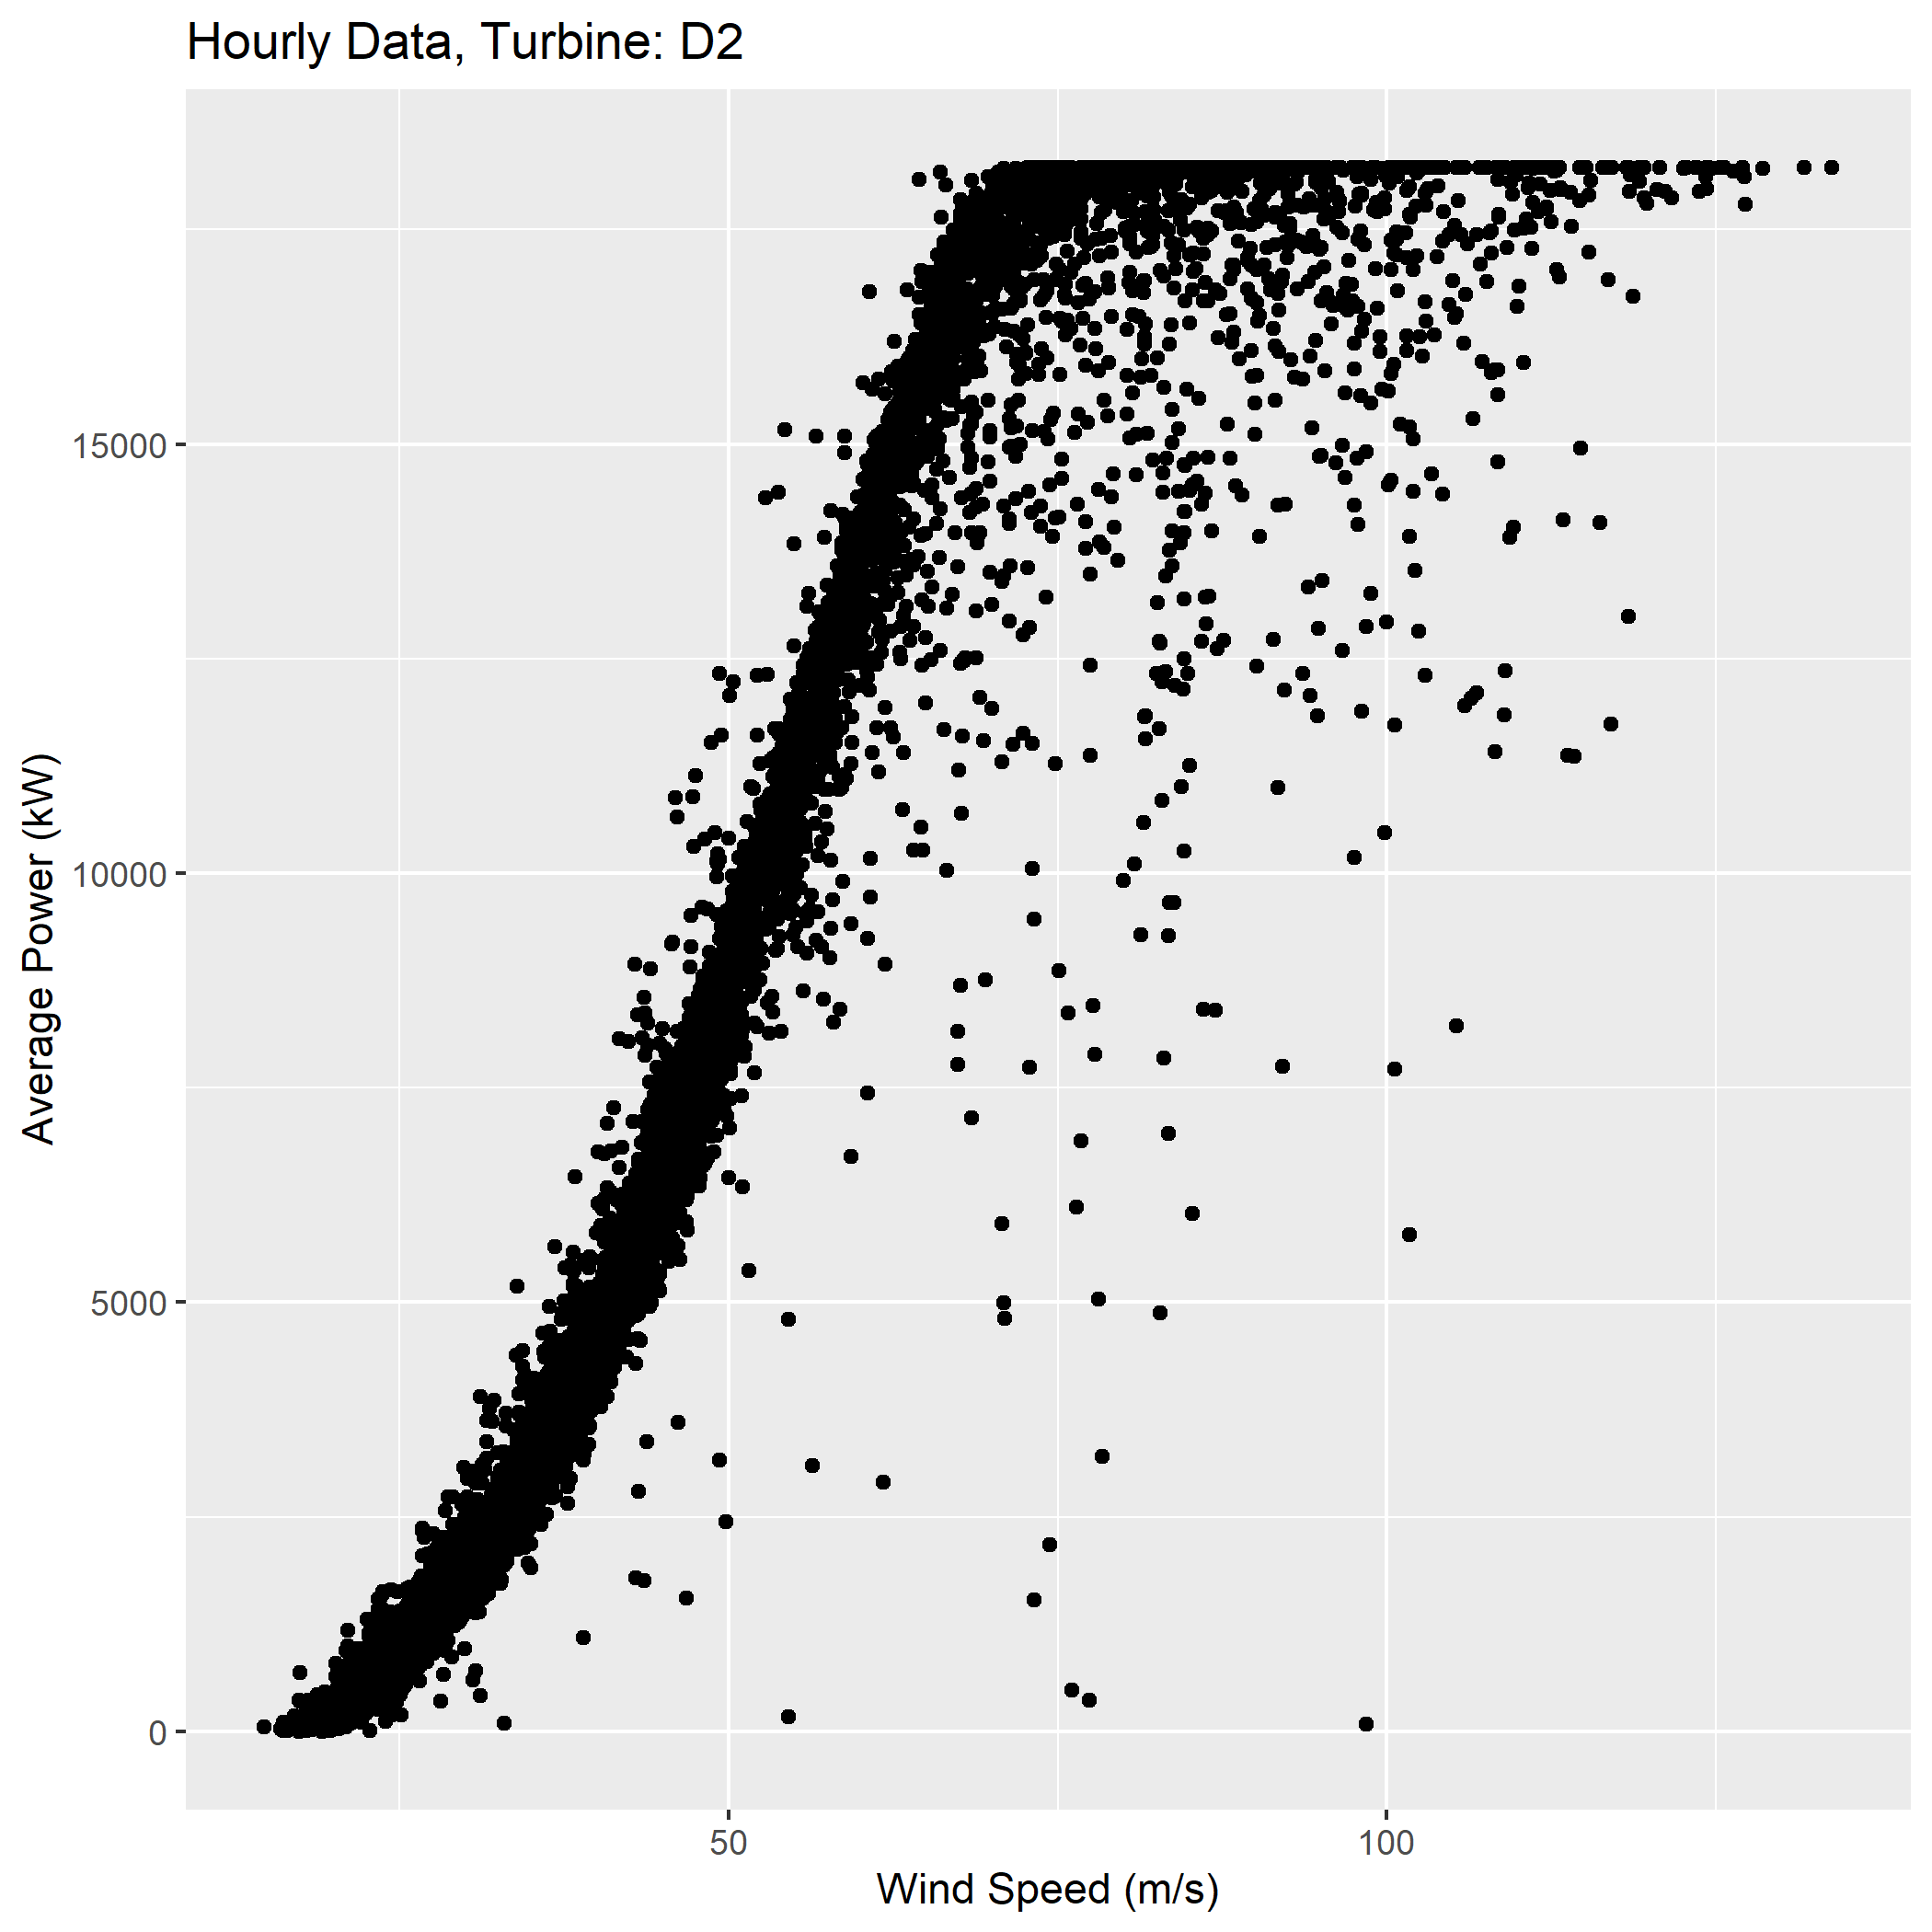 Hourly Data, Turbine: D2
Average Power (kW)
15000
10000
5000
0
50
100
Wind Speed (m/s)